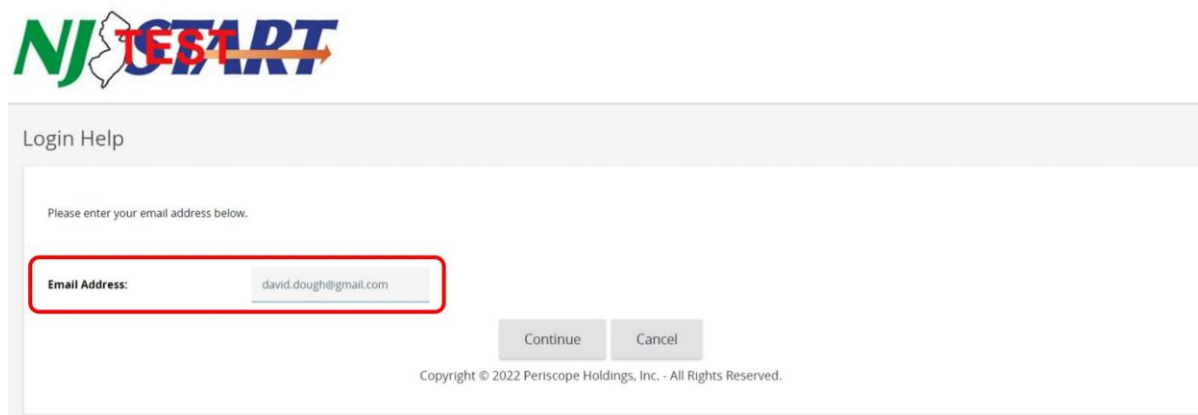 NJ START
TEST
Login Help
Please enter your email address below.
Email Address: david.dough@gmail.com
Continue Cancel
Copyright © 2022 Periscope Holdings, Inc. - All Rights Reserved.